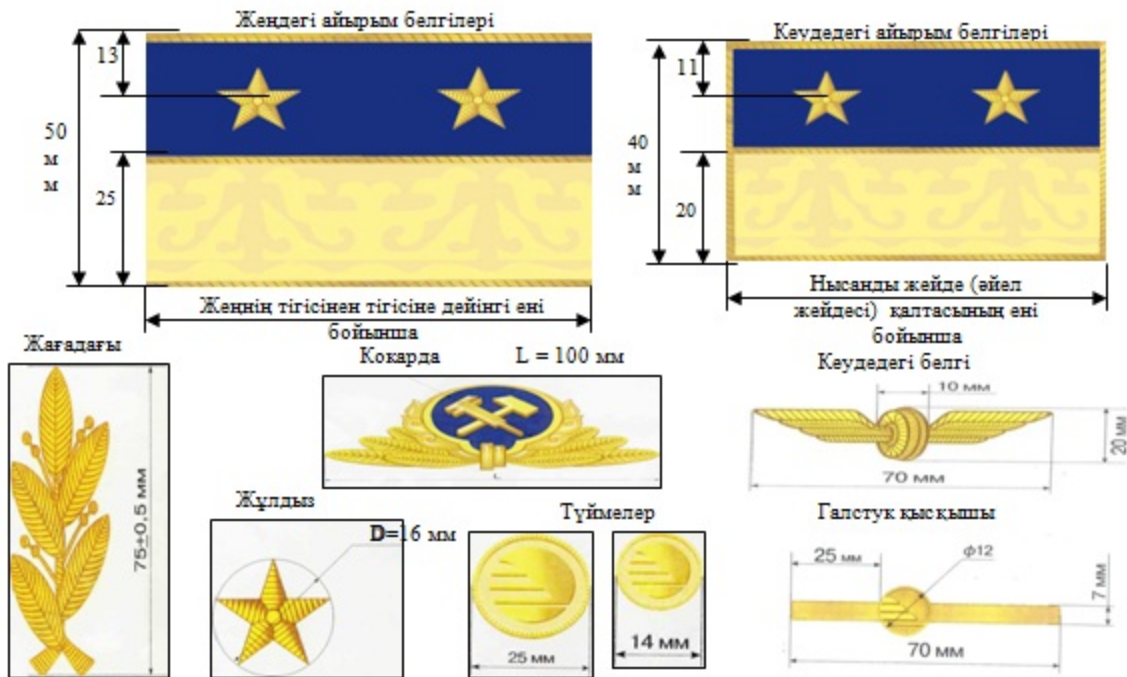 Жеңдегі айырым белгілері
13
50
м
м
25
Жеңнің тігісінен тігісіне дейінгі ені
бойынша
Кеудедегі айырым белгілері
11
40
м
м
20
Нысанды жейде (әйел
жейдесі) қалтасының ені
бойынша
Жағадағы
75±0,5 мм
Кокарда L = 100 мм
L
Кеудедегі белгі
10 мм
20 мм
70 мм
Жұлдыз
D=16 мм
Түймелер
25 мм
14 мм
Галстук қысқышы
25 мм
ф12
7 мм
70 мм